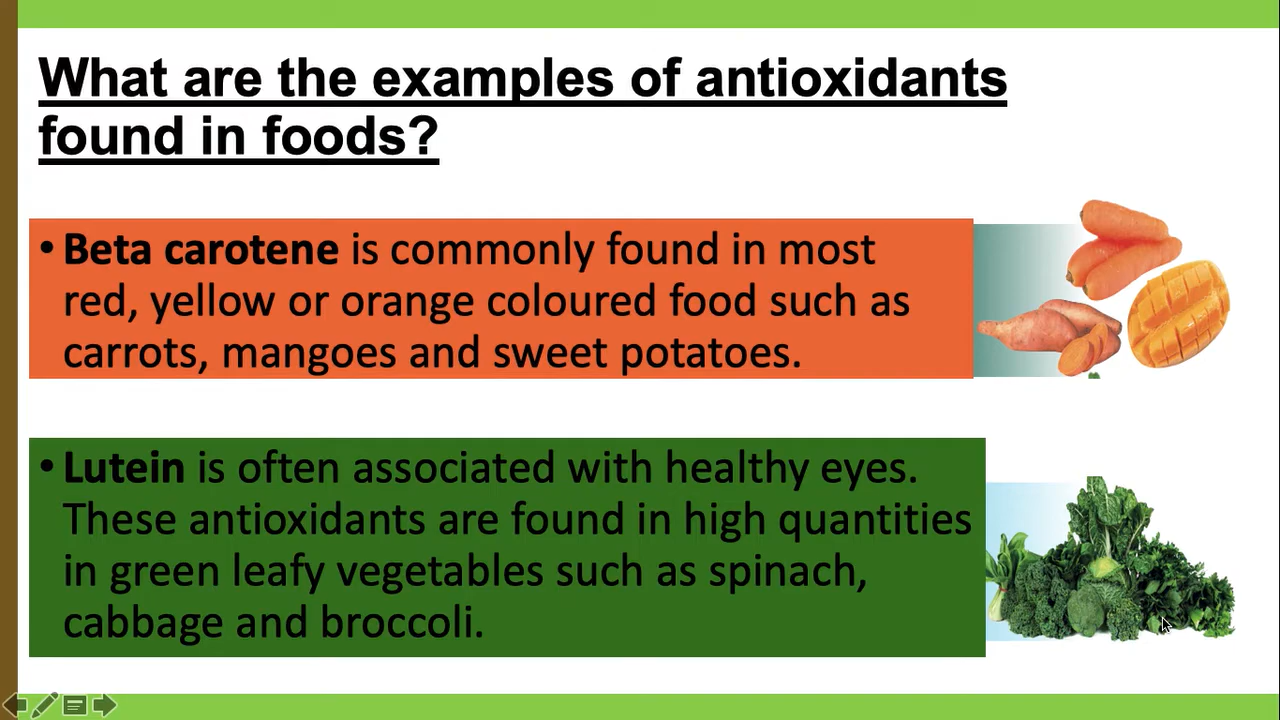 What are the examples of antioxidants
found in foods?
• Beta carotene is commonly found in most
red, yellow or orange coloured food such as
carrots, mangoes and sweet potatoes.
• Lutein is often associated with healthy eyes.
These antioxidants are found in high quantities
in green leafy vegetables such as spinach,
cabbage and broccoli.